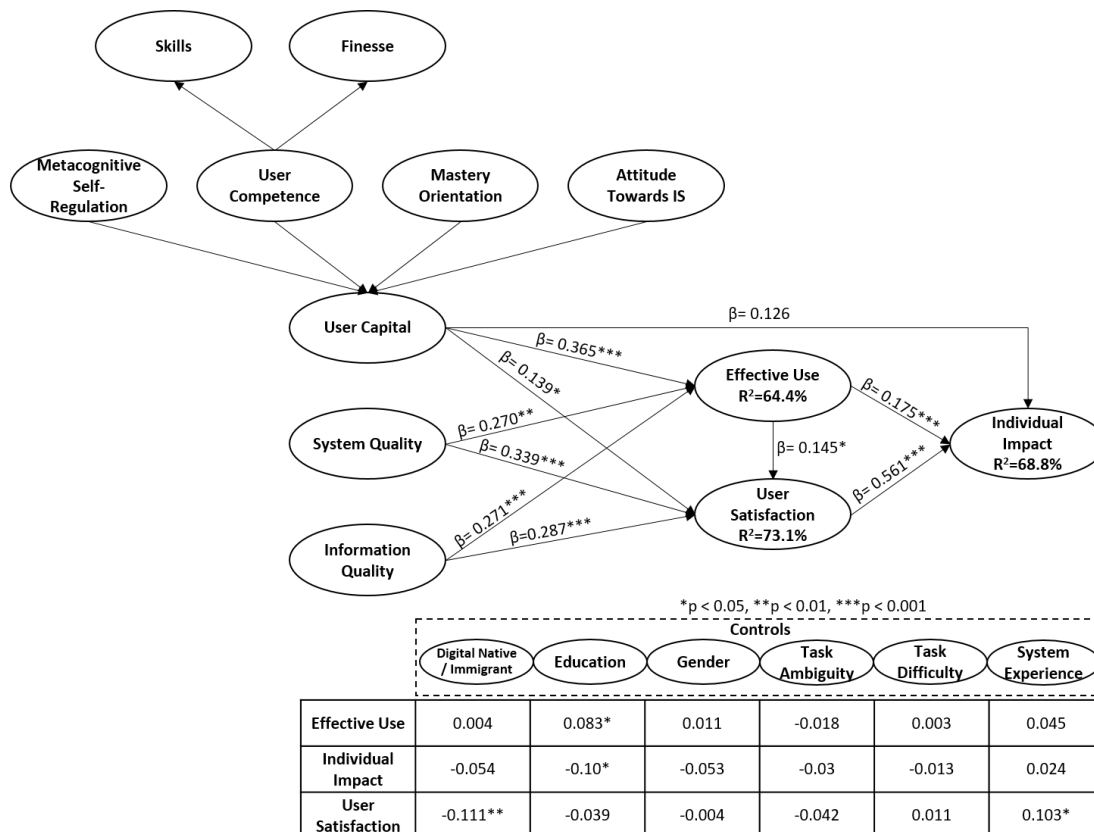 Skills
Finesse
Metacognitive
Self-
Regulation
User
Competence
Mastery
Orientation
Attitude
Towards IS
User Capital
β= 0.126
β= 0.365***
β= 0.139*
Effective Use
R²=64.4%
β= 0.175***
System Quality
β= 0.270**
β= 0.339***
β= 0.145*
Individual
Impact
R²=68.8%
β= 0.561***
User
Satisfaction
R²=73.1%
β= 0.271***
β=0.287***
Information
Quality
*p < 0.05, **p < 0.01, ***p < 0.001
Controls
Digital Native
/ Immigrant
Education
Gender
Task
Ambiguity
Task
Difficulty
System
Experience
Effective Use 0.004 0.083* 0.011 -0.018 0.003 0.045
Individual
Impact
-0.054 -0.10* -0.053 -0.03 -0.013 0.024
User
Satisfaction
-0.111** -0.039 -0.004 -0.042 0.011 0.103*